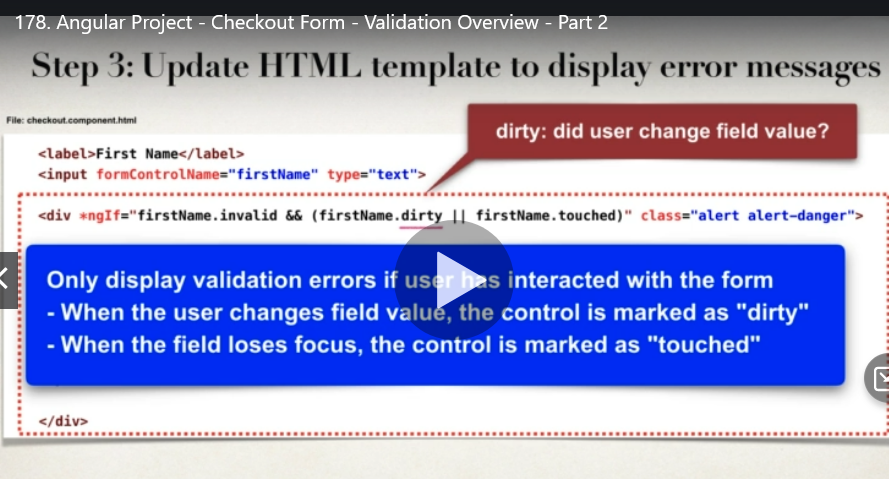 178. Angular Project - Checkout Form - Validation Overview - Part 2
Step 3: Update HTML template to display error messages
File: checkout.component.html
dirty: did user change field value?
<label>First Name</label>
<input formControlName="firstName" type="text">
<div *ngIf="firstName.invalid && (firstName.dirty || firstName.touched)" class="alert alert-danger">
Only display validation errors if user has interacted with the form
- When the user changes field value, the control is marked as "dirty"
- When the field loses focus, the control is marked as "touched"
</div>